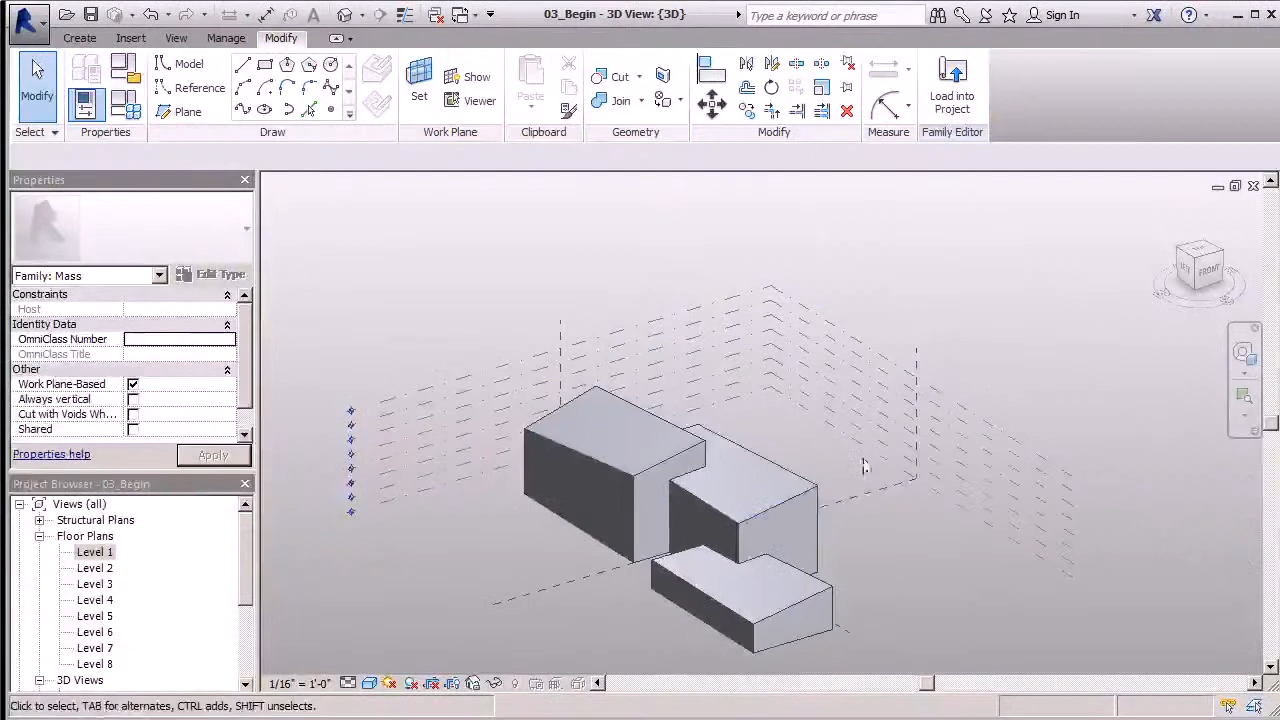 03_Begin - 3D View: {3D}
Type a keyword or phrase
Sign In
Create Insert View Manage Modify
Modify
Model
Reference
Plane
Set
Show
Viewer
Paste
Cut
Join
Load into
Project
Select Properties Draw Work Plane Clipboard Geometry Modify Measure Family Editor
Properties
Family: Mass
Edit Type
Constraints
Host
Identity Data
OmniClass Number
OmniClass Title
Other
Work Plane-Based
Always vertical
Cut with Voids Wh...
Shared
Properties help
Apply
Project Browser - 03_Begin
Views (all)
Structural Plans
Floor Plans
Level 1
Level 2
Level 3
Level 4
Level 5
Level 6
Level 7
Level 8
3D Views
FRONT
1/16" = 1'-0"
Click to select, TAB for alternates, CTRL adds, SHIFT unselects.